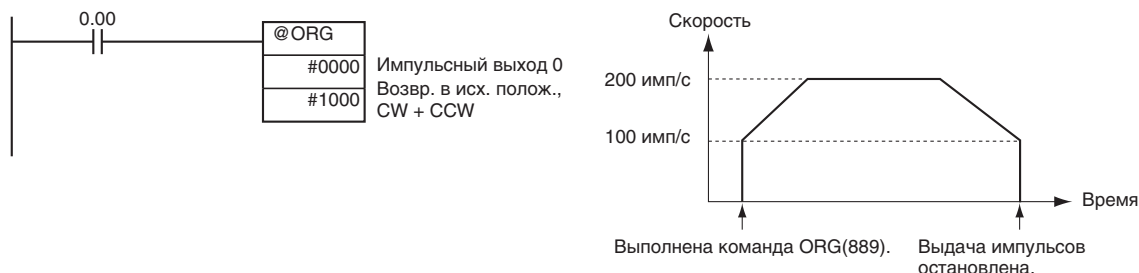 0.00
@ORG
#0000 Импульсный выход 0
#1000 Возвр. в исх. полож.,
CW + CCW
Скорость
200 имп/с
100 имп/с
Время
Выполнена команда ORG(889).
Выдача импульсов
остановлена.